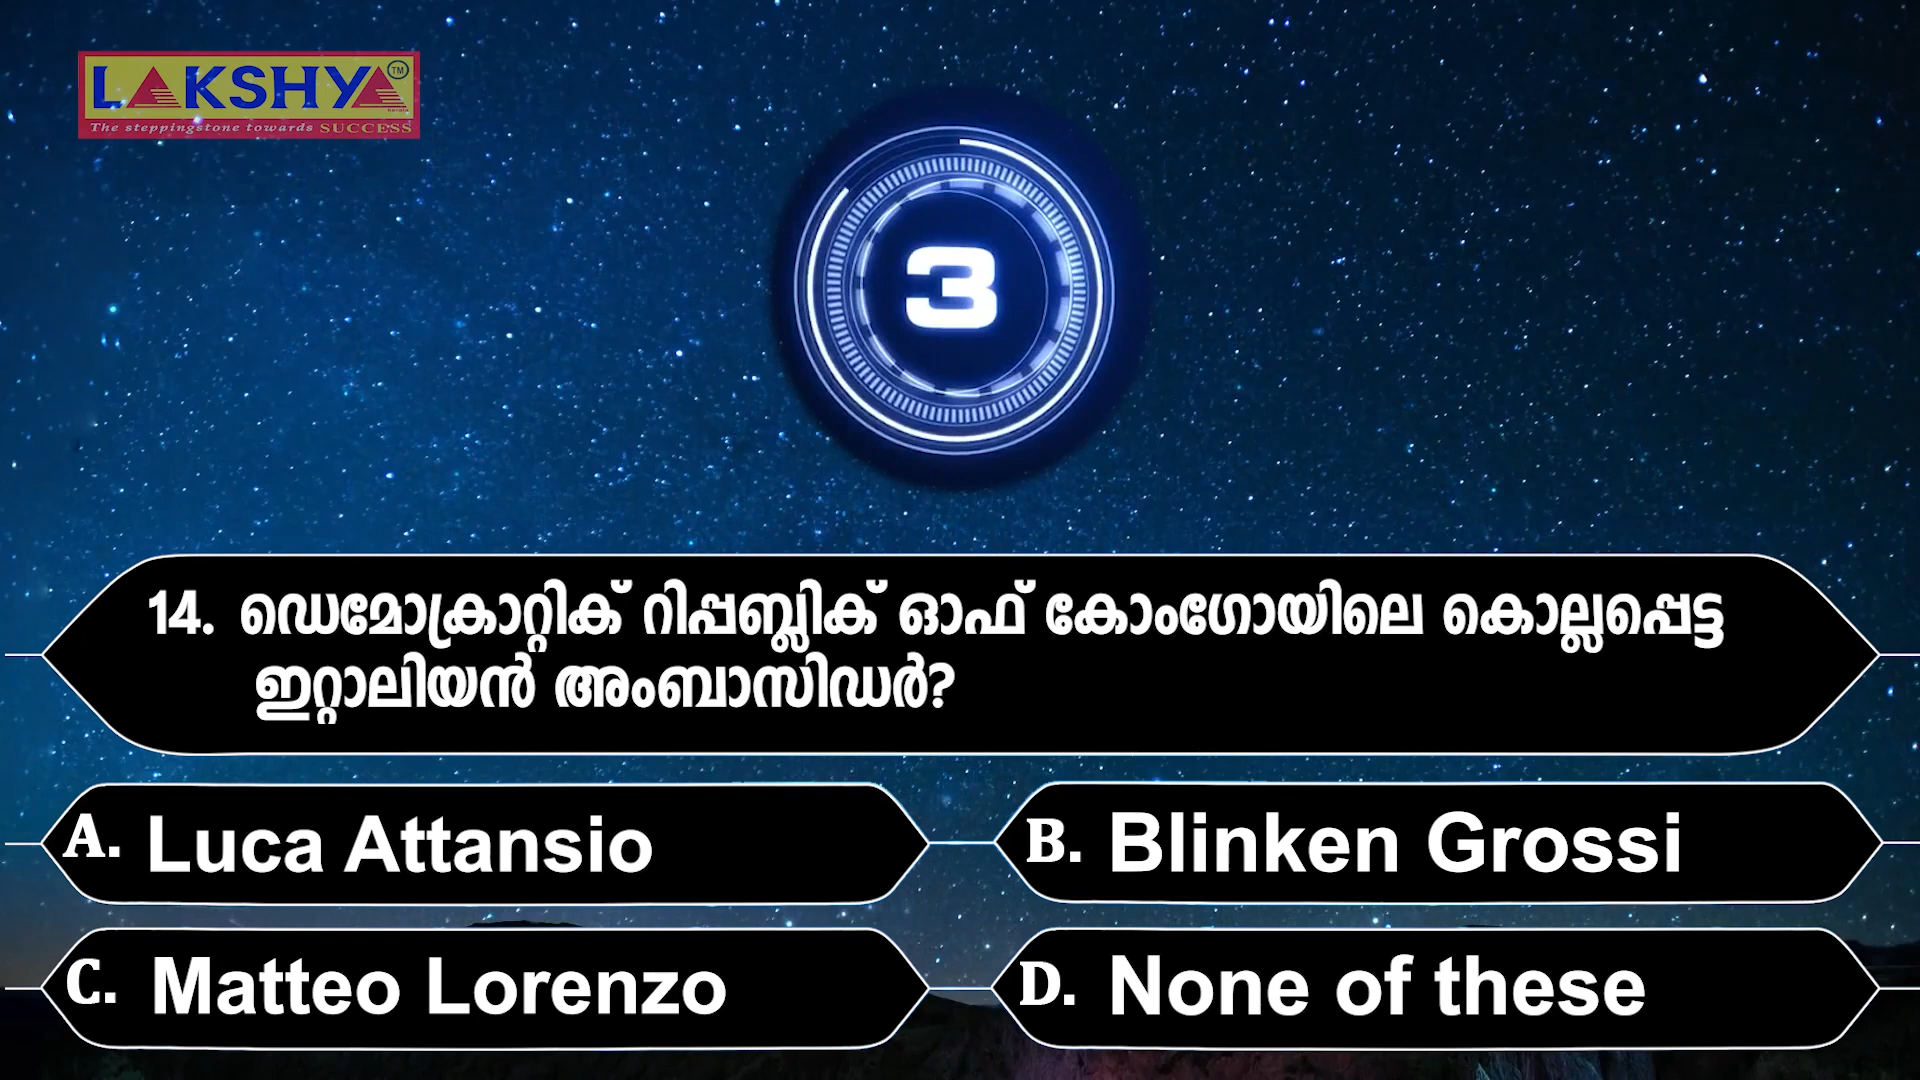 LAKSHYA TM
The steppingstone towards SUCCESS
3
14. ഡെമോക്രാറ്റിക് റിപ്പബ്ലിക് ഓഫ് കോംഗോയിലെ കൊല്ലപ്പെട്ട
ഇറ്റാലിയൻ അംബാസിഡർ?
A. Luca Attansio
B. Blinken Grossi
C. Matteo Lorenzo
D. None of these